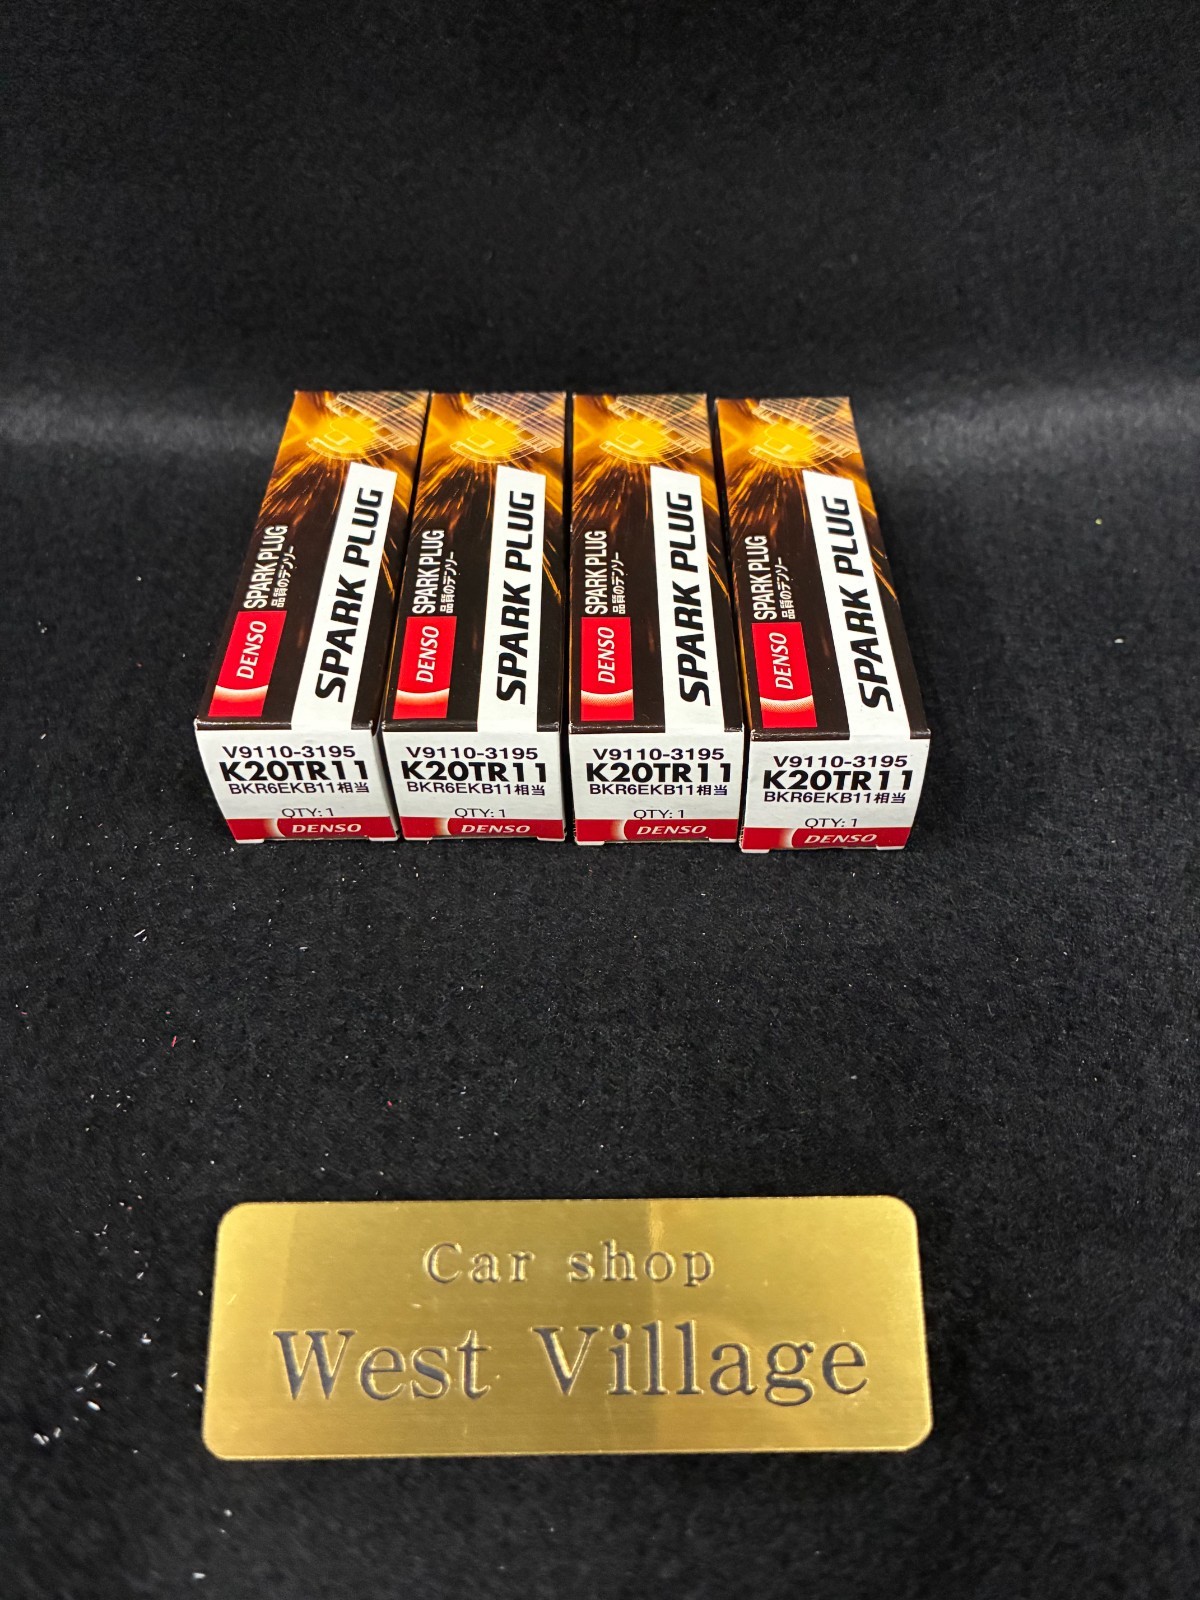 SPARK PLUG
DENSO SPARK PLUG
品質のデンソー
V9110-3195
K20TR11
BKR6EKB11相当
QTY: 1
DENSO
SPARK PLUG
DENSO SPARK PLUG
品質のデンソー
V9110-3195
K20TR11
BKR6EKB11相当
QTY: 1
DENSO
SPARK PLUG
DENSO SPARK PLUG
品質のデンソー
V9110-3195
K20TR11
BKR6EKB11相当
QTY: 1
DENSO
SPARK PLUG
DENSO SPARK PLUG
品質のデンソー
V9110-3195
K20TR11
BKR6EKB11相当
QTY: 1
DENSO
Car shop
West Village